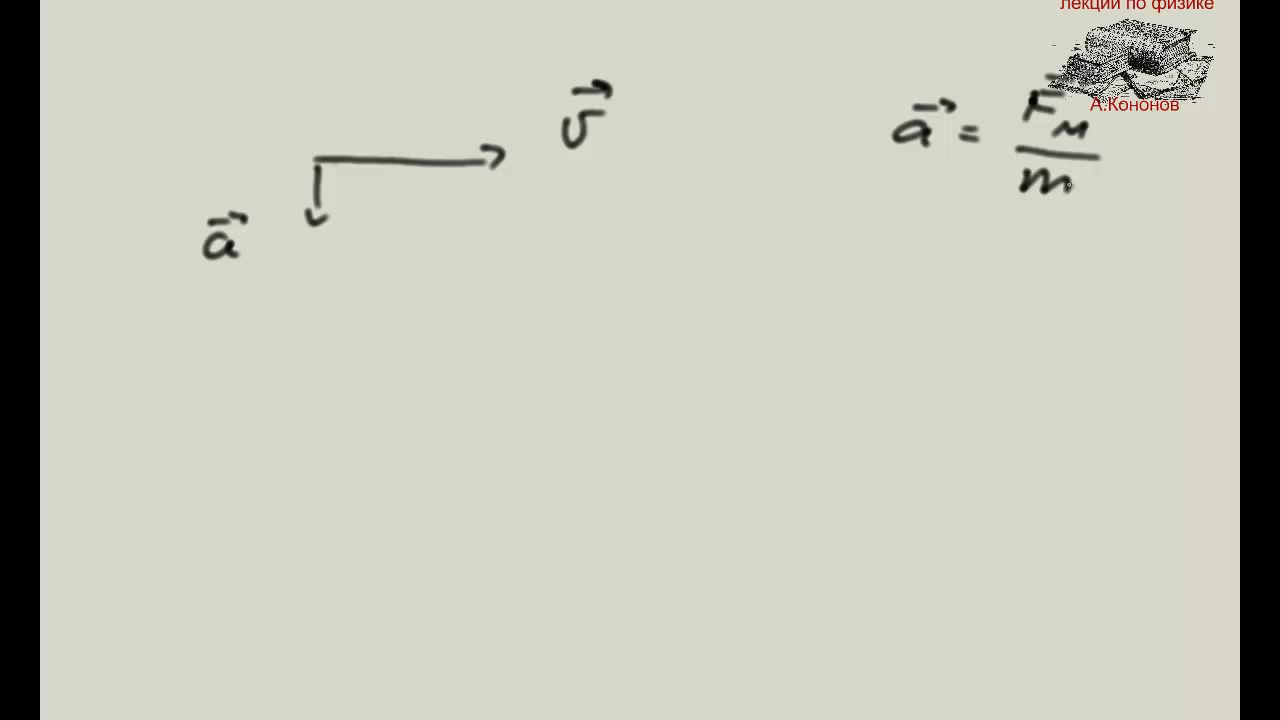 лекции по физике
А.Кононов
v⃗
a⃗ = F⃗м / m
a⃗